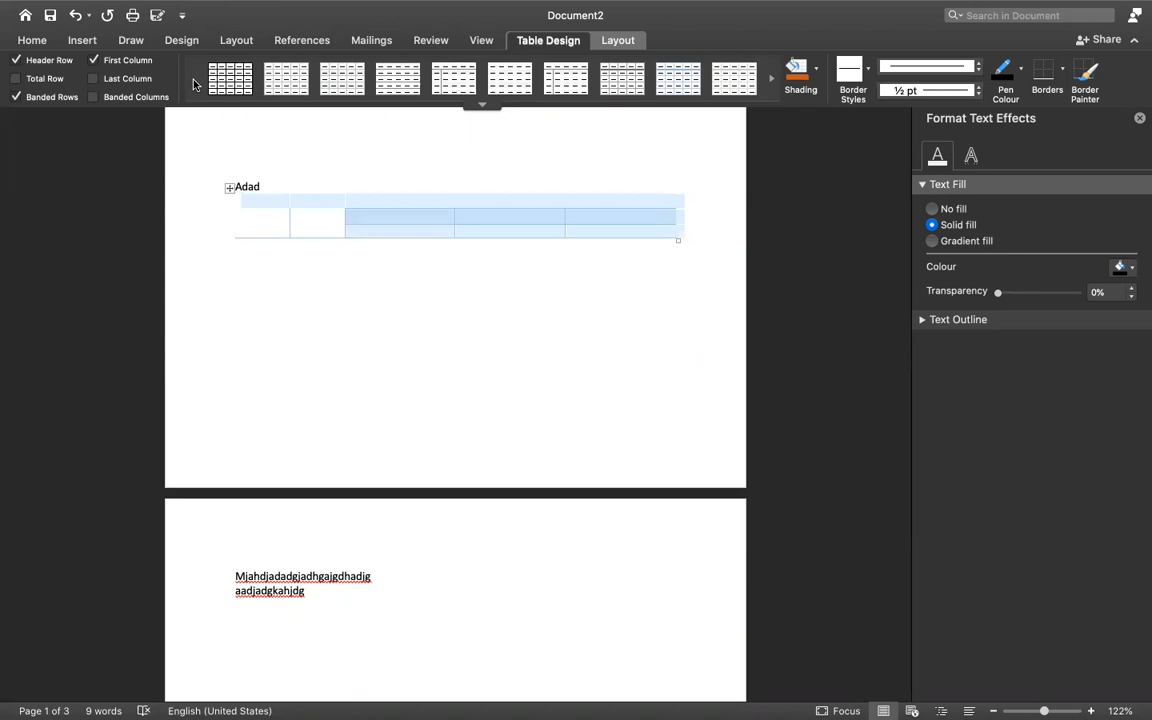 Document2
Search in Document
Home Insert Draw Design Layout References Mailings Review View Table Design Layout
Share
Header Row First Column
Total Row Last Column
Banded Rows Banded Columns
Shading
Border Styles
½ pt
Pen Colour
Borders
Border Painter
Format Text Effects
A A
Text Fill
No fill
Solid fill
Gradient fill
Colour
Transparency 0%
Text Outline
Adad
Mjahdjadadgjadhgajgdhadjg
aadjadgkahjdg
Page 1 of 3 9 words English (United States) Focus 122%